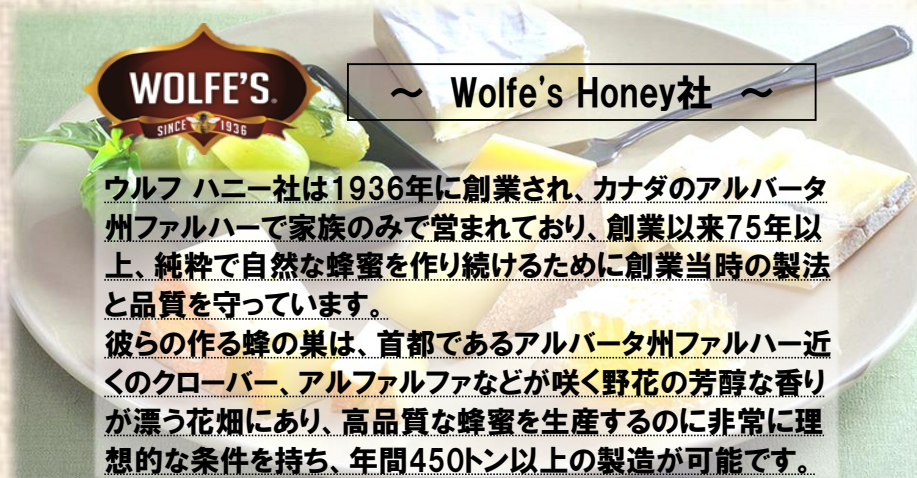 WOLFE'S®
SINCE 1936
～ Wolfe's Honey社 ～
ウルフ ハニー社は1936年に創業され、カナダのアルバータ
州ファルハーで家族のみで営まれており、創業以来75年以
上、純粋で自然な蜂蜜を作り続けるために創業当時の製法
と品質を守っています。
彼らの作る蜂の巣は、首都であるアルバータ州ファルハー近
くのクローバー、アルファルファなどが咲く野花の芳醇な香り
が漂う花畑にあり、高品質な蜂蜜を生産するのに非常に理
想的な条件を持ち、年間450トン以上の製造が可能です。